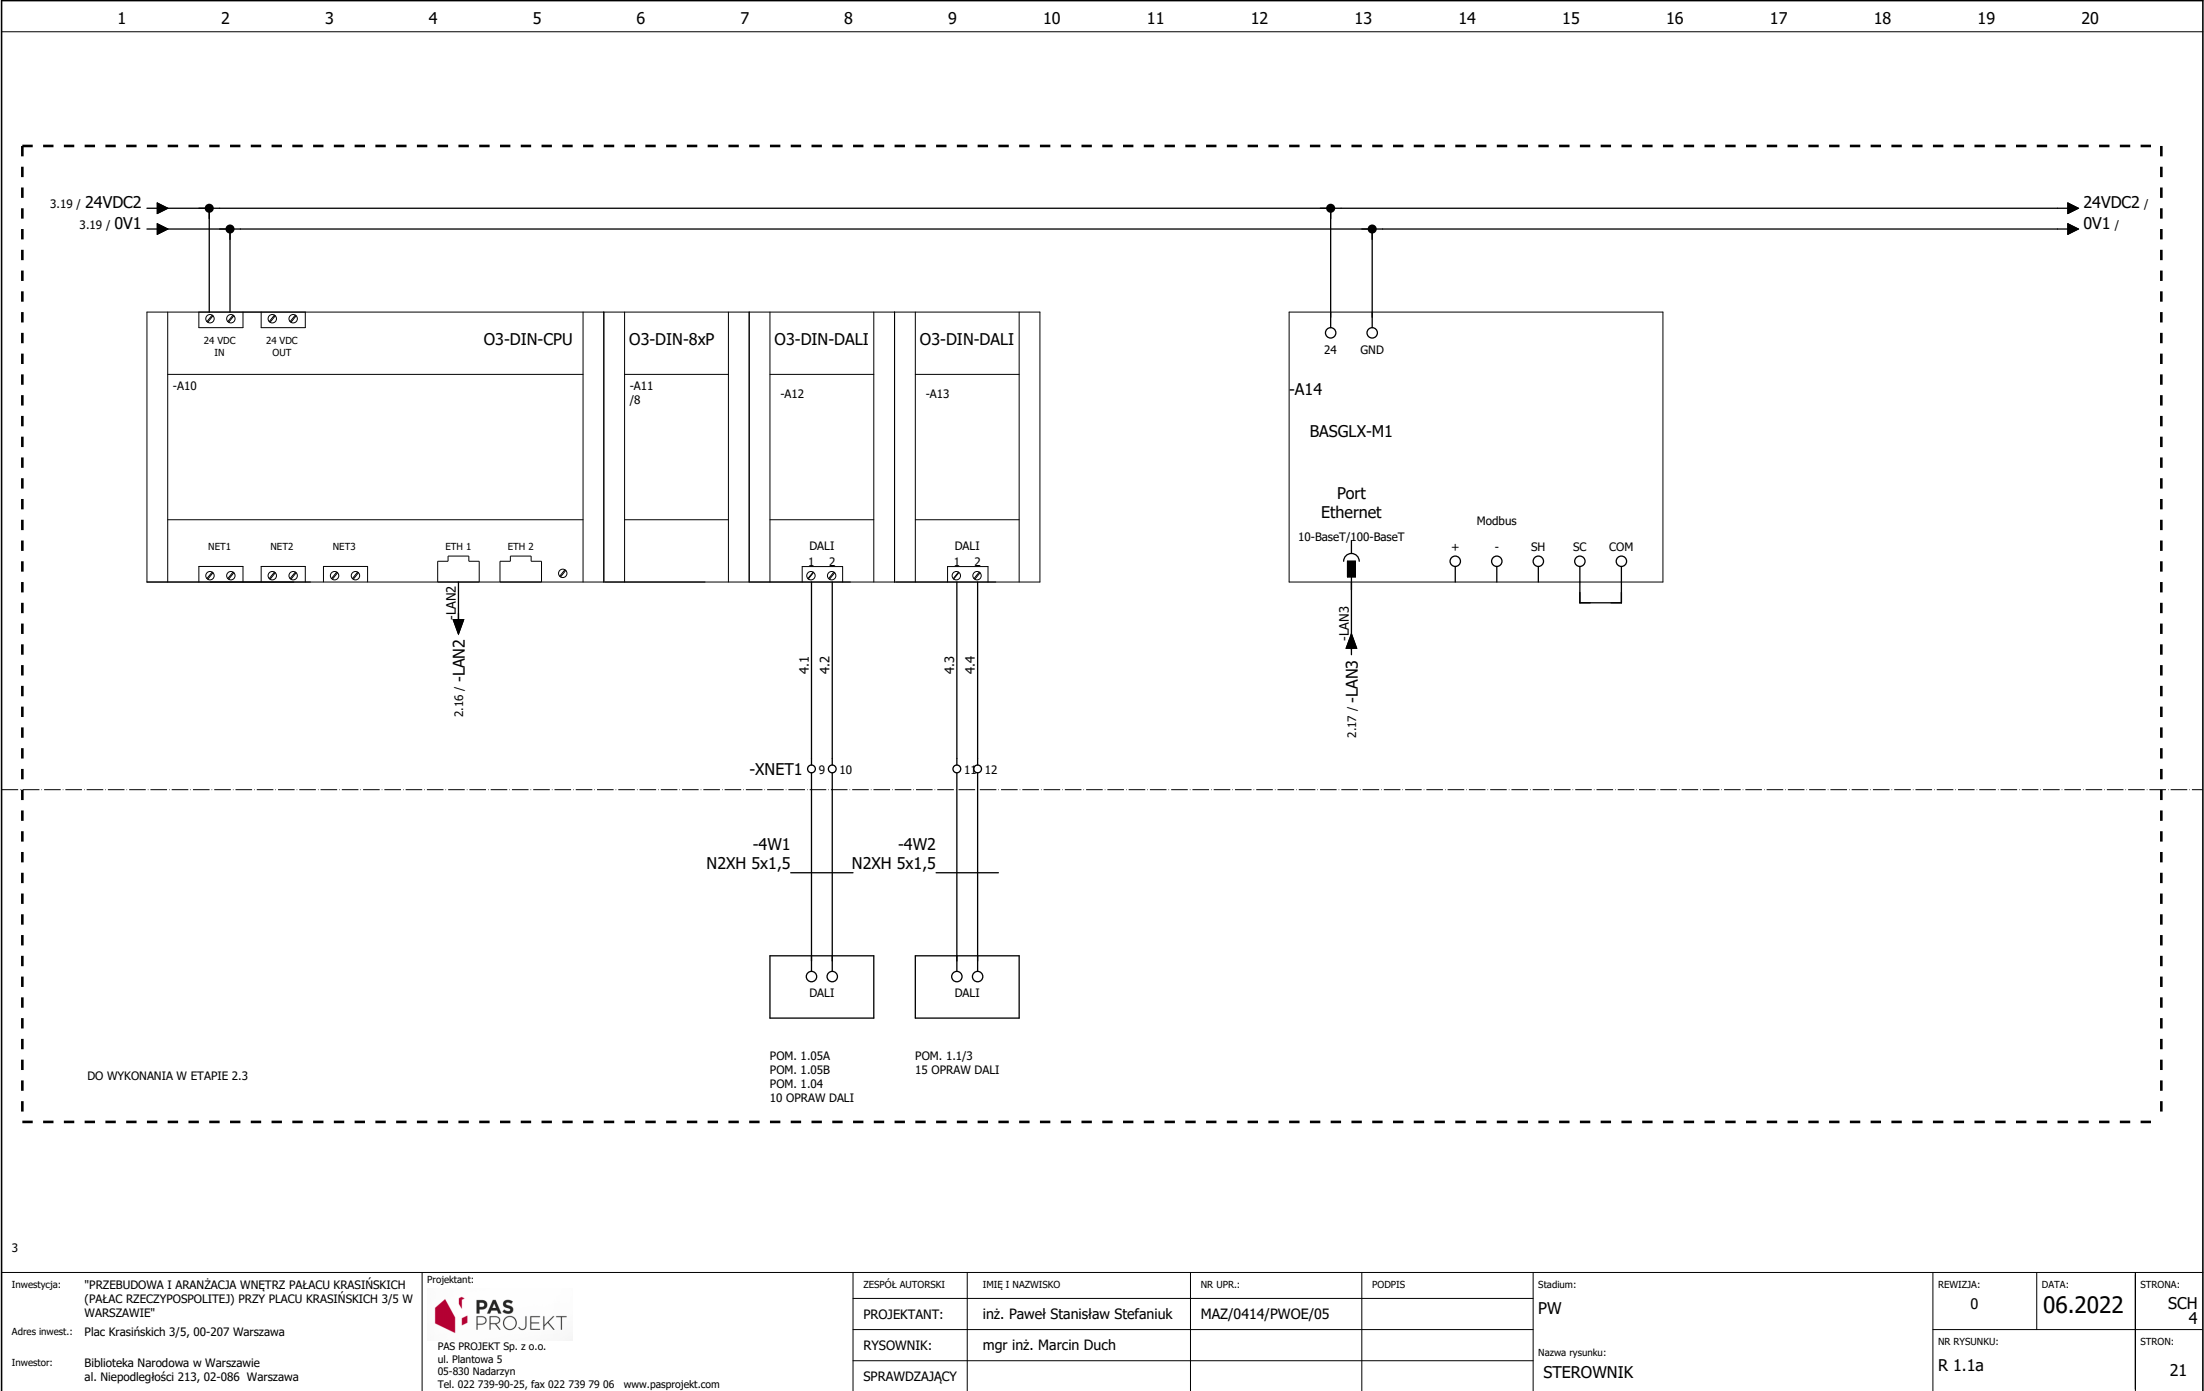 1 2 3 4 5 6 7 8 9 10 11 12 13 14 15 16 17 18 19 20
3.19 / 24VDC2
24VDC2 /
3.19 / 0V1
0V1 /
24 VDC
IN
24 VDC
OUT
O3-DIN-CPU
O3-DIN-8xP
O3-DIN-DALI
O3-DIN-DALI
24
GND
-A10
-A11
/8
-A12
-A13
-A14
BASGLX-M1
Port
Ethernet
10-BaseT/100-BaseT
Modbus
+ - SH SC COM
NET1
NET2
NET3
ETH 1
ETH 2
DALI
1 2
DALI
1 2
-LAN2
2.16 / -LAN2
4.1
4.2
4.3
4.4
-LAN3
2.17 / -LAN3
-XNET1 9 10
11 12
-4W1
N2XH 5x1,5
-4W2
N2XH 5x1,5
DALI
DALI
POM. 1.05A
POM. 1.05B
POM. 1.04
10 OPRAW DALI
POM. 1.1/3
15 OPRAW DALI
DO WYKONANIA W ETAPIE 2.3
3
Inwestycja:
"PRZEBUDOWA I ARANŻACJA WNĘTRZ PAŁACU KRASIŃSKICH
(PAŁAC RZECZYPOSPOLITEJ) PRZY PLACU KRASIŃSKICH 3/5 W
WARSZAWIE"
Adres inwest.: Plac Krasińskich 3/5, 00-207 Warszawa
Inwestor:
Biblioteka Narodowa w Warszawie
al. Niepodległości 213, 02-086 Warszawa
Projektant:
PAS
PROJEKT
PAS PROJEKT Sp. z o.o.
ul. Plantowa 5
05-830 Nadarzyn
Tel. 022 739-90-25, fax 022 739 79 06 www.pasprojekt.com
ZESPÓŁ AUTORSKI
IMIĘ I NAZWISKO
NR UPR.:
PODPIS
PROJEKTANT:
inż. Paweł Stanisław Stefaniuk
MAZ/0414/PWOE/05
RYSOWNIK:
mgr inż. Marcin Duch
SPRAWDZAJĄCY
Stadium:
PW
Nazwa rysunku:
STEROWNIK
REWIZJA:
0
DATA:
06.2022
STRONA:
SCH
4
NR RYSUNKU:
R 1.1a
STRON:
21